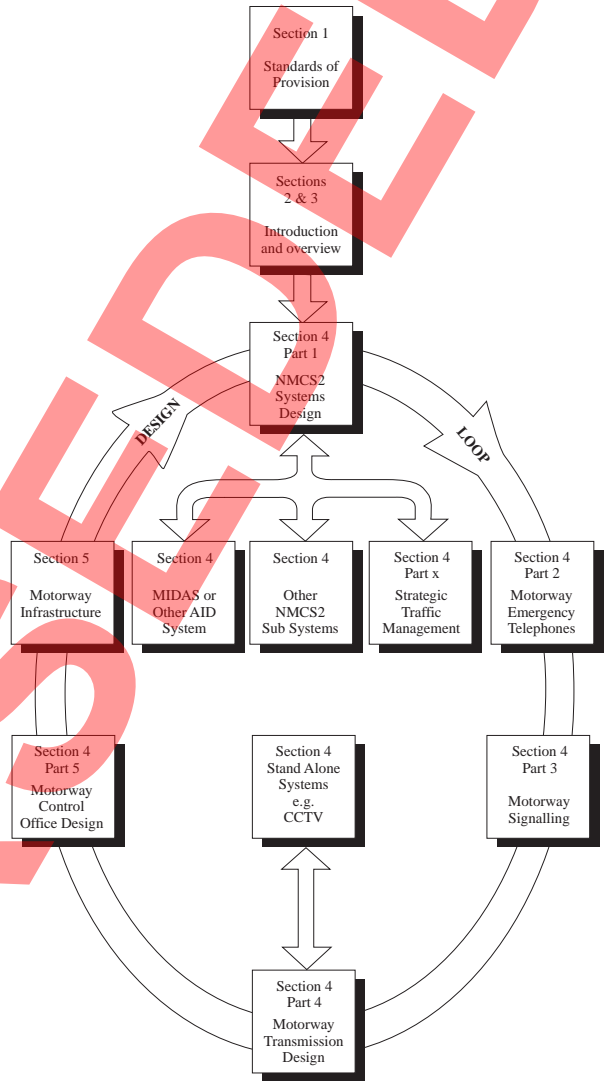 Section 1
Standards of
Provision
Sections
2 & 3
Introduction
and overview
Section 4
Part 1
NMCS2
Systems
Design
DESIGN
LOOP
Section 5
Motorway
Infrastructure
Section 4
MIDAS or
Other AID
System
Section 4
Other
NMCS2
Sub Systems
Section 4
Part x
Strategic
Traffic
Management
Section 4
Part 2
Motorway
Emergency
Telephones
Section 4
Part 5
Motorway
Control
Office Design
Section 4
Stand Alone
Systems
e.g.
CCTV
Section 4
Part 3
Motorway
Signalling
Section 4
Part 4
Motorway
Transmission
Design